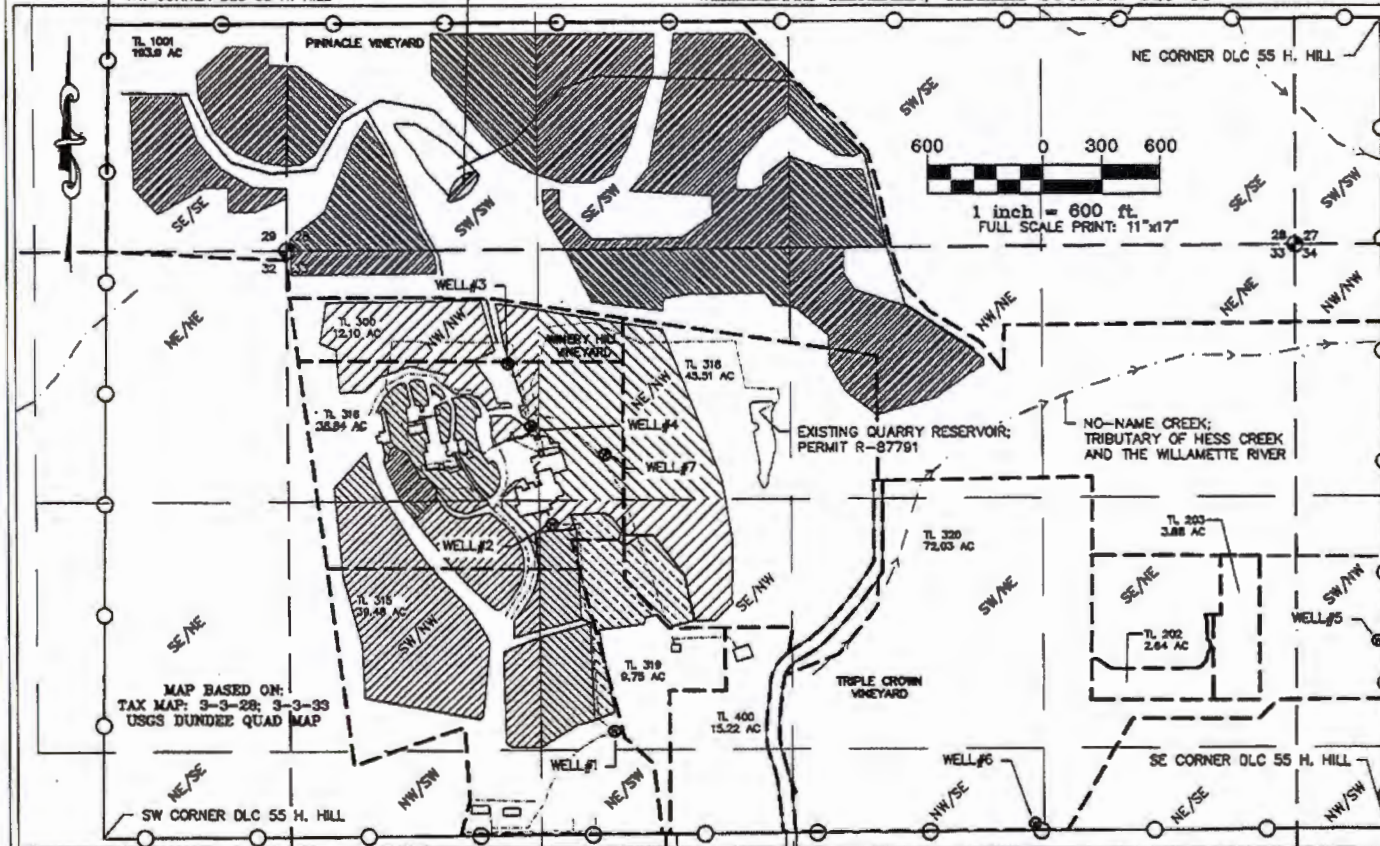 TL 1001
193.9 AC
PINNACLE VINEYARD
NE CORNER DLC 55 H. HILL
SW/SE
600 0 300 600
1 inch = 600 ft.
FULL SCALE PRINT: 11"x17"
SE/SE
SW/SW
SE/SW
SE/SE
SW/SW
29 28
32 33
28 27
33 34
WELL#3
NE/NE
TL 300
12.10 AC
NW/NW
WINERY HILL
VINEYARD
NE/NW
TL 318
43.51 AC
NW/NE
NE/NE
NW/NW
TL 316
38.84 AC
WELL#4
EXISTING QUARRY RESERVOIR;
PERMIT R-87791
NO-NAME CREEK;
TRIBUTARY OF HESS CREEK
AND THE WILLAMETTE RIVER
WELL#7
WELL#2
TL 203
3.88 AC
TL 320
72.03 AC
SE/NE
TL 315
39.48 AC
SW/NW
SE/NW
SW/NE
SE/NE
SW/NW
WELL#5
TL 202
2.64 AC
TL 319
9.75 AC
TRIPLE CROWN
VINEYARD
MAP BASED ON:
TAX MAP: 3-3-28; 3-3-33
USGS DUNDEE QUAD MAP
TL 400
15.22 AC
WELL#1
WELL#6
SE CORNER DLC 55 H. HILL
NE/SE
NW/SW
NE/SW
NW/SE
NE/SE
NW/SW
SW CORNER DLC 55 H. HILL